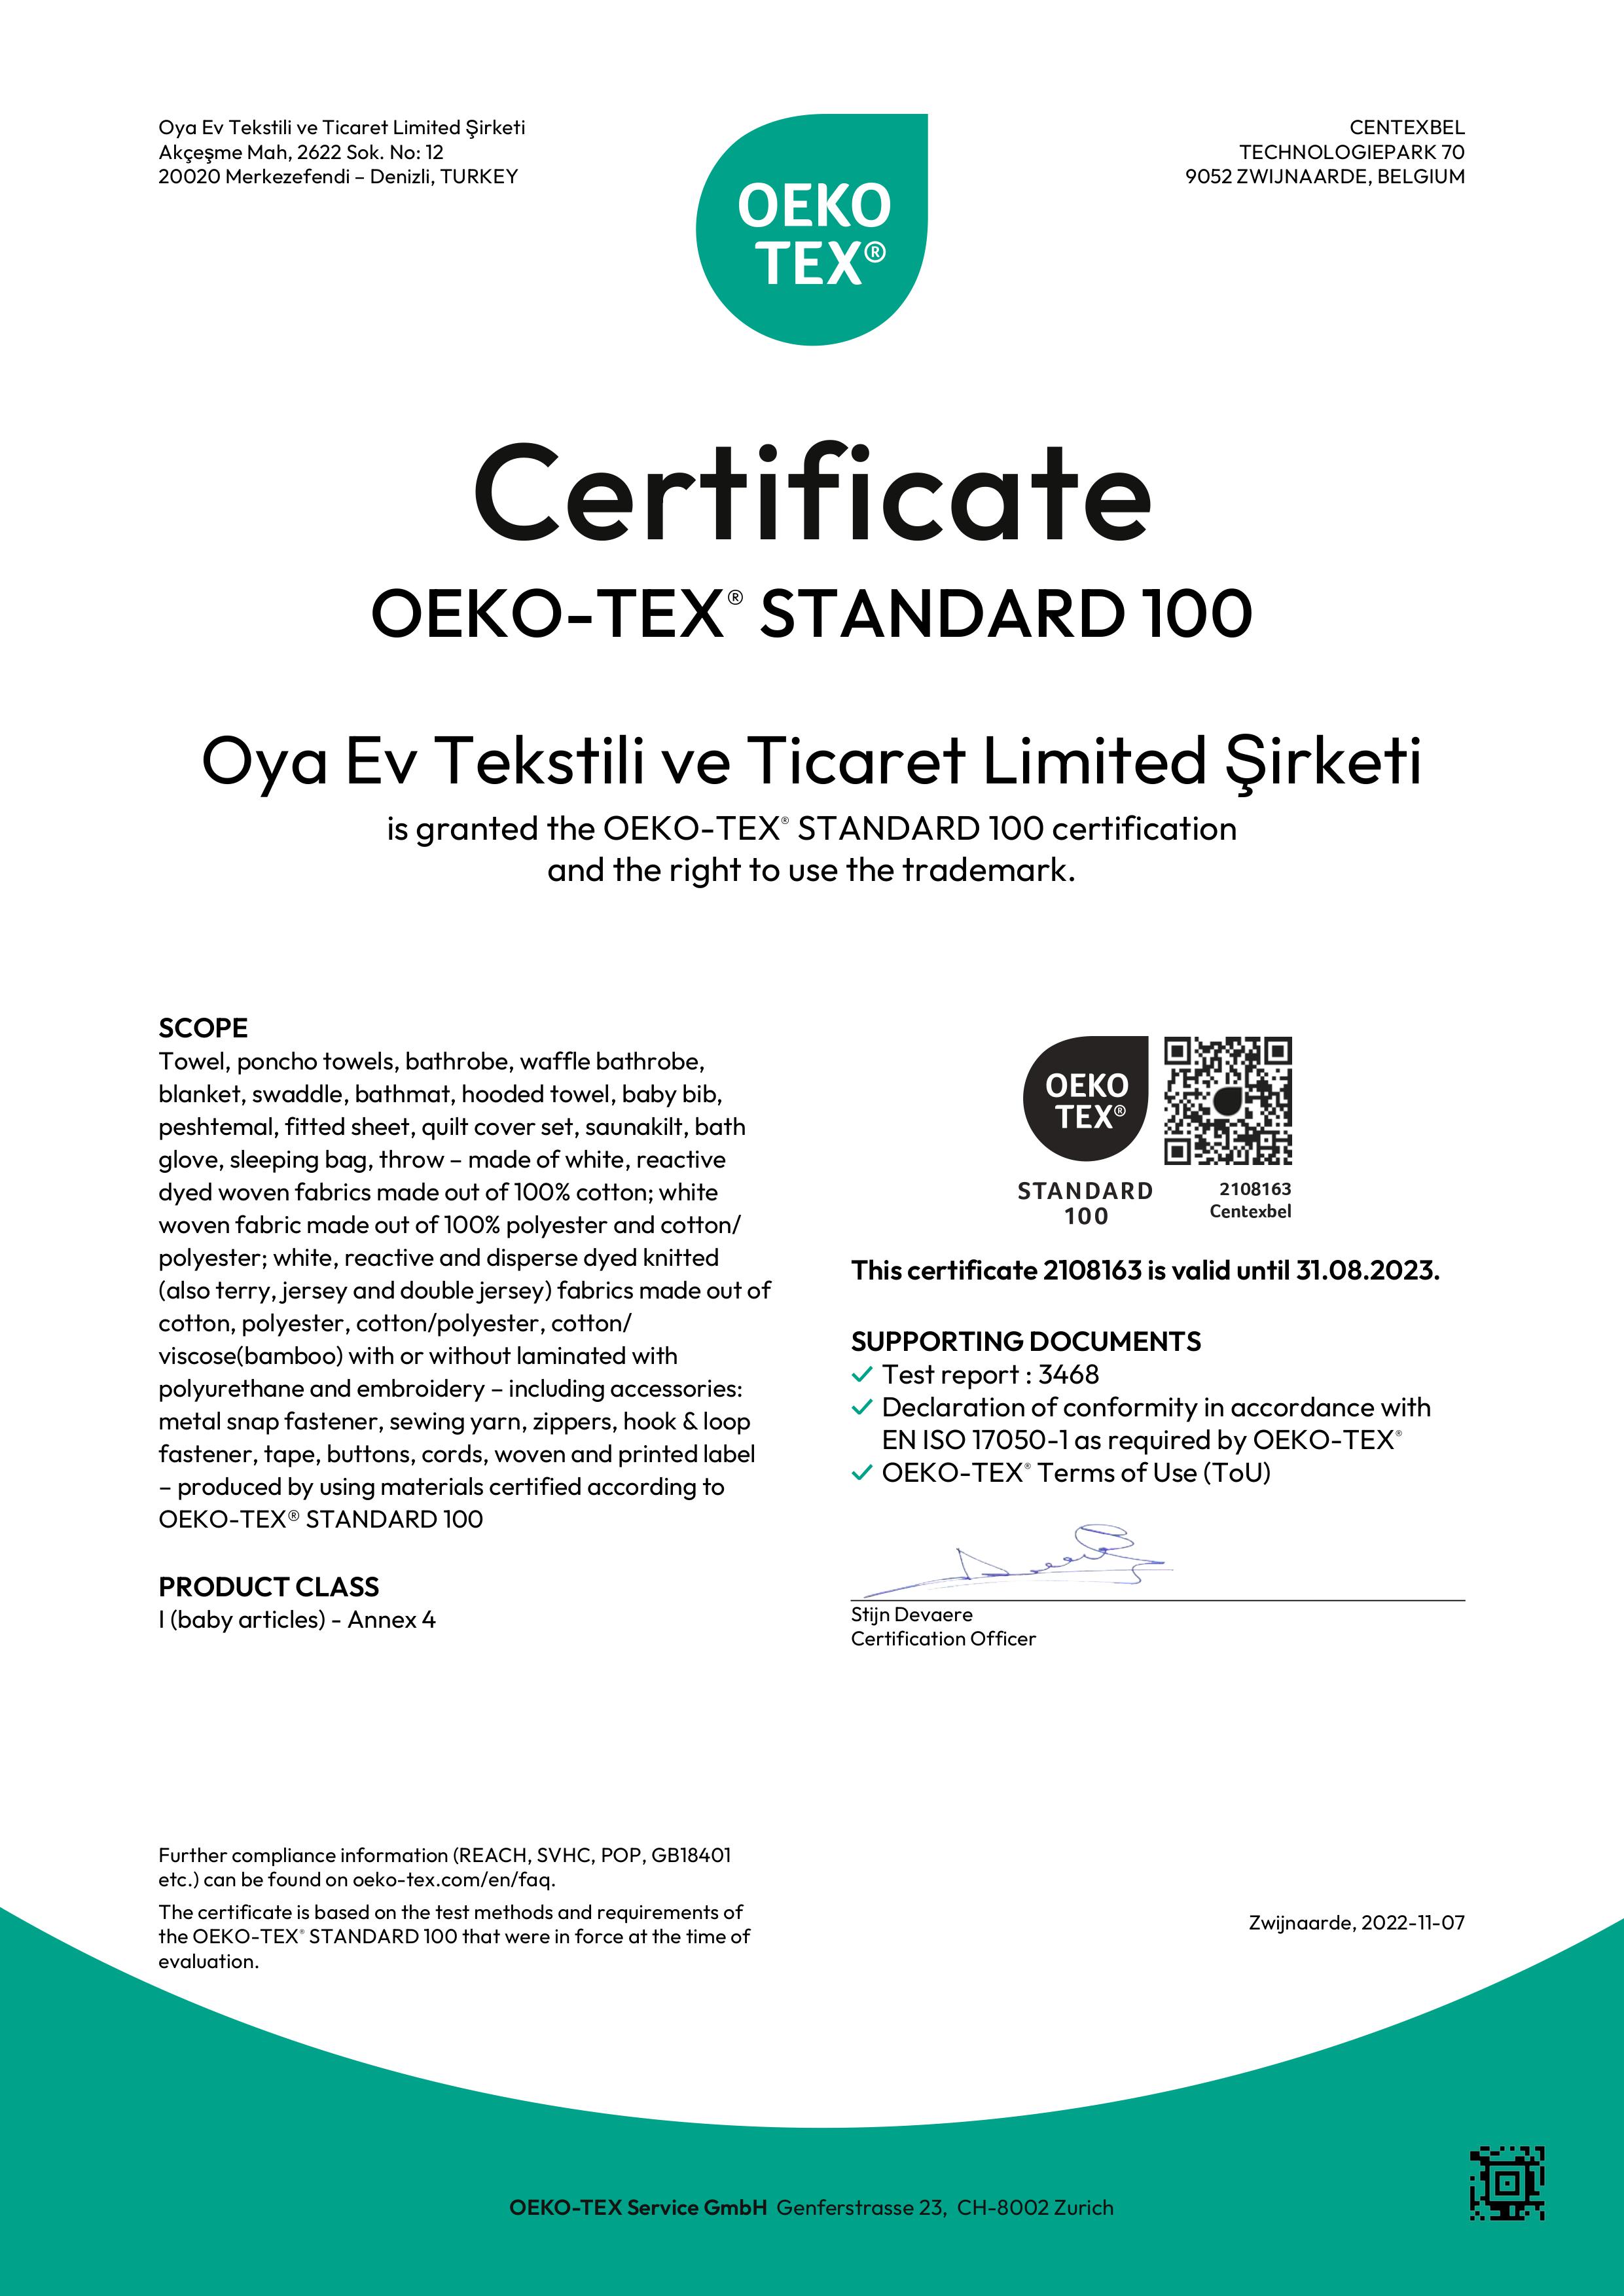 Oya Ev Tekstili ve Ticaret Limited Şirketi
Akçeşme Mah, 2622 Sok. No: 12
20020 Merkezefendi – Denizli, TURKEY
OEKO
TEX®
CENTEXBEL
TECHNOLOGIEPARK 70
9052 ZWIJNAARDE, BELGIUM
Certificate
OEKO-TEX® STANDARD 100
Oya Ev Tekstili ve Ticaret Limited Şirketi
is granted the OEKO-TEX® STANDARD 100 certification
and the right to use the trademark.
SCOPE
Towel, poncho towels, bathrobe, waffle bathrobe,
blanket, swaddle, bathmat, hooded towel, baby bib,
peshtemal, fitted sheet, quilt cover set, saunakilt, bath
glove, sleeping bag, throw – made of white, reactive
dyed woven fabrics made out of 100% cotton; white
woven fabric made out of 100% polyester and cotton/
polyester; white, reactive and disperse dyed knitted
(also terry, jersey and double jersey) fabrics made out of
cotton, polyester, cotton/polyester, cotton/
viscose(bamboo) with or without laminated with
polyurethane and embroidery – including accessories:
metal snap fastener, sewing yarn, zippers, hook & loop
fastener, tape, buttons, cords, woven and printed label
– produced by using materials certified according to
OEKO-TEX® STANDARD 100
PRODUCT CLASS
I (baby articles) - Annex 4
OEKO
TEX®
STANDARD
100
2108163
Centexbel
This certificate 2108163 is valid until 31.08.2023.
SUPPORTING DOCUMENTS
Test report : 3468
Declaration of conformity in accordance with
EN ISO 17050-1 as required by OEKO-TEX®
OEKO-TEX® Terms of Use (ToU)
Stijn Devaere
Certification Officer
Further compliance information (REACH, SVHC, POP, GB18401
etc.) can be found on oeko-tex.com/en/faq.
The certificate is based on the test methods and requirements of
the OEKO-TEX® STANDARD 100 that were in force at the time of
evaluation.
Zwijnaarde, 2022-11-07
OEKO-TEX Service GmbH Genferstrasse 23, CH-8002 Zurich